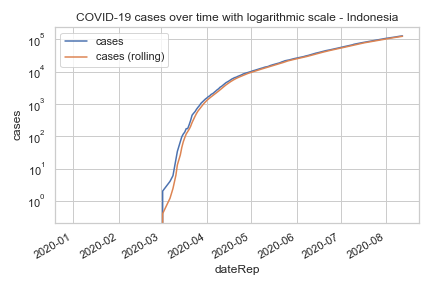 COVID-19 cases over time with logarithmic scale - Indonesia
cases
cases (rolling)
10^5
10^4
10^3
10^2
10^1
10^0
cases
2020-01
2020-02
2020-03
2020-04
2020-05
2020-06
2020-07
2020-08
dateRep